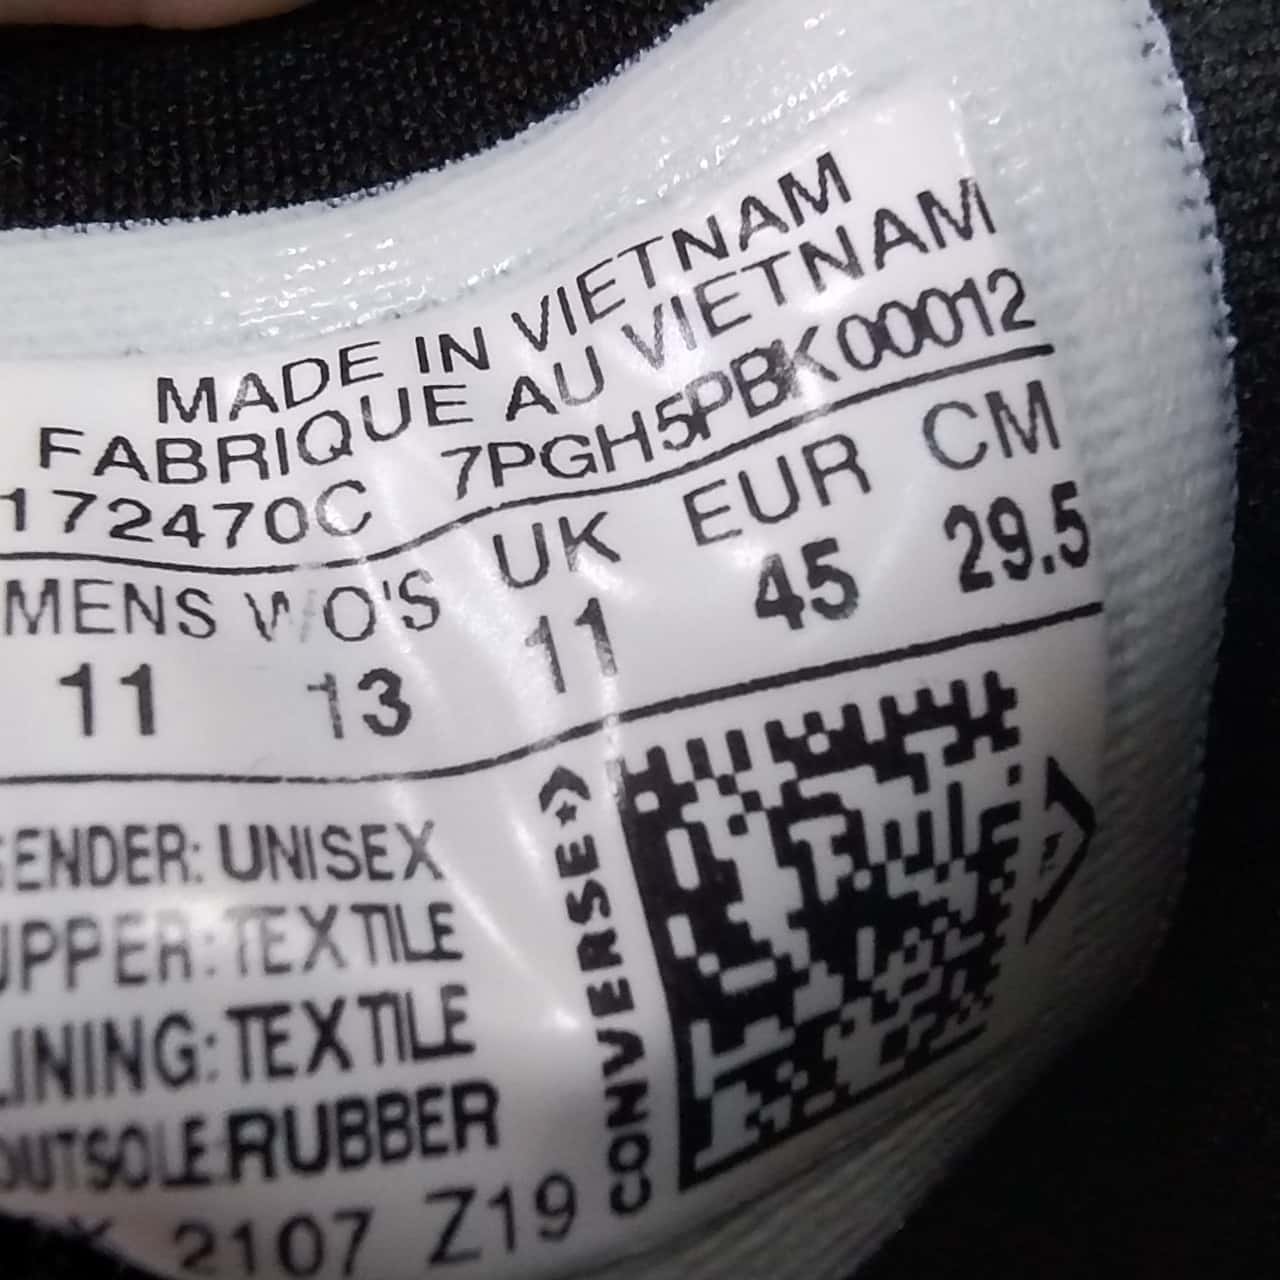 MADE IN VIETNAM
FABRIQUE AU VIETNAM
172470C 7PGH5PBK00012
MENS WO'S UK EUR CM
11 13 11 45 29.5
GENDER: UNISEX
UPPER: TEXTILE
LINING: TEXTILE
OUTSOLE: RUBBER
2107 Z19
CONVERSE